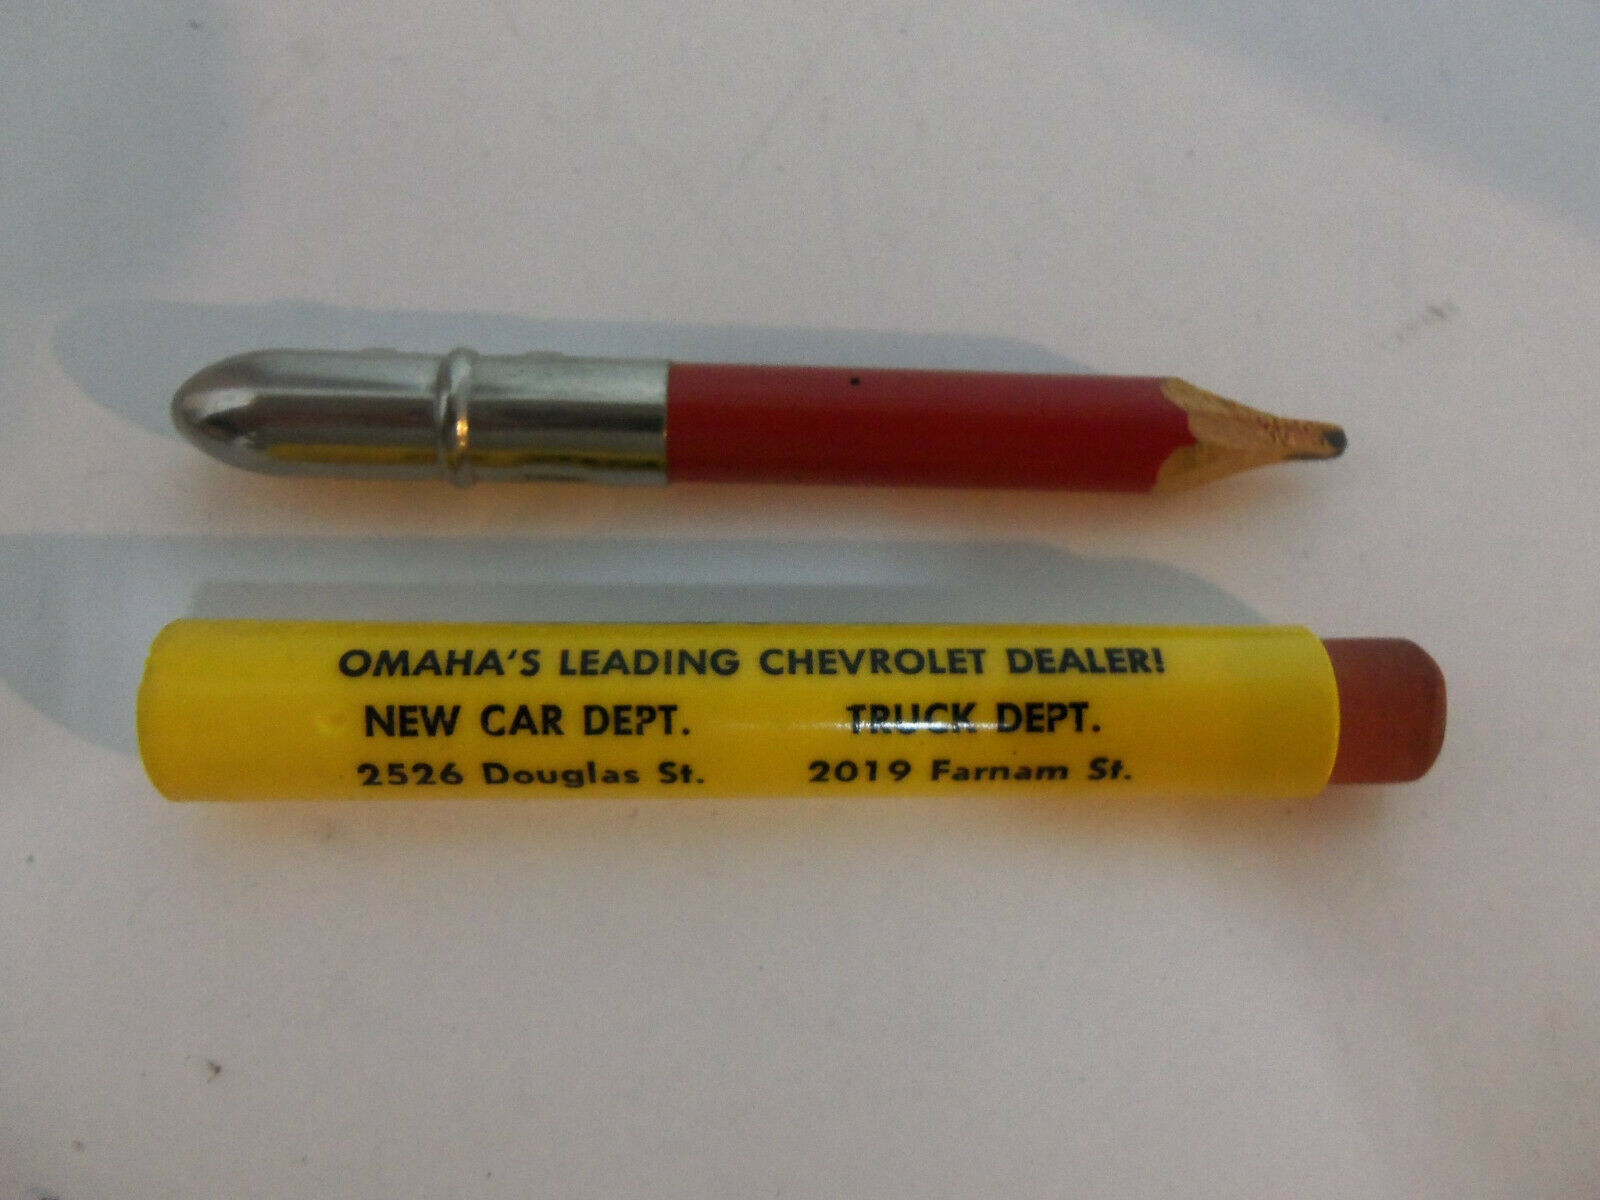 OMAHA'S LEADING CHEVROLET DEALER!
NEW CAR DEPT. TRUCK DEPT.
2526 Douglas St. 2019 Farnam St.